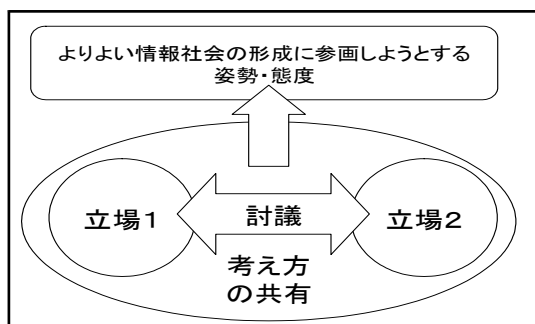 よりよい情報社会の形成に参画しようとする
姿勢・態度
立場1
討議
立場2
考え方
の共有